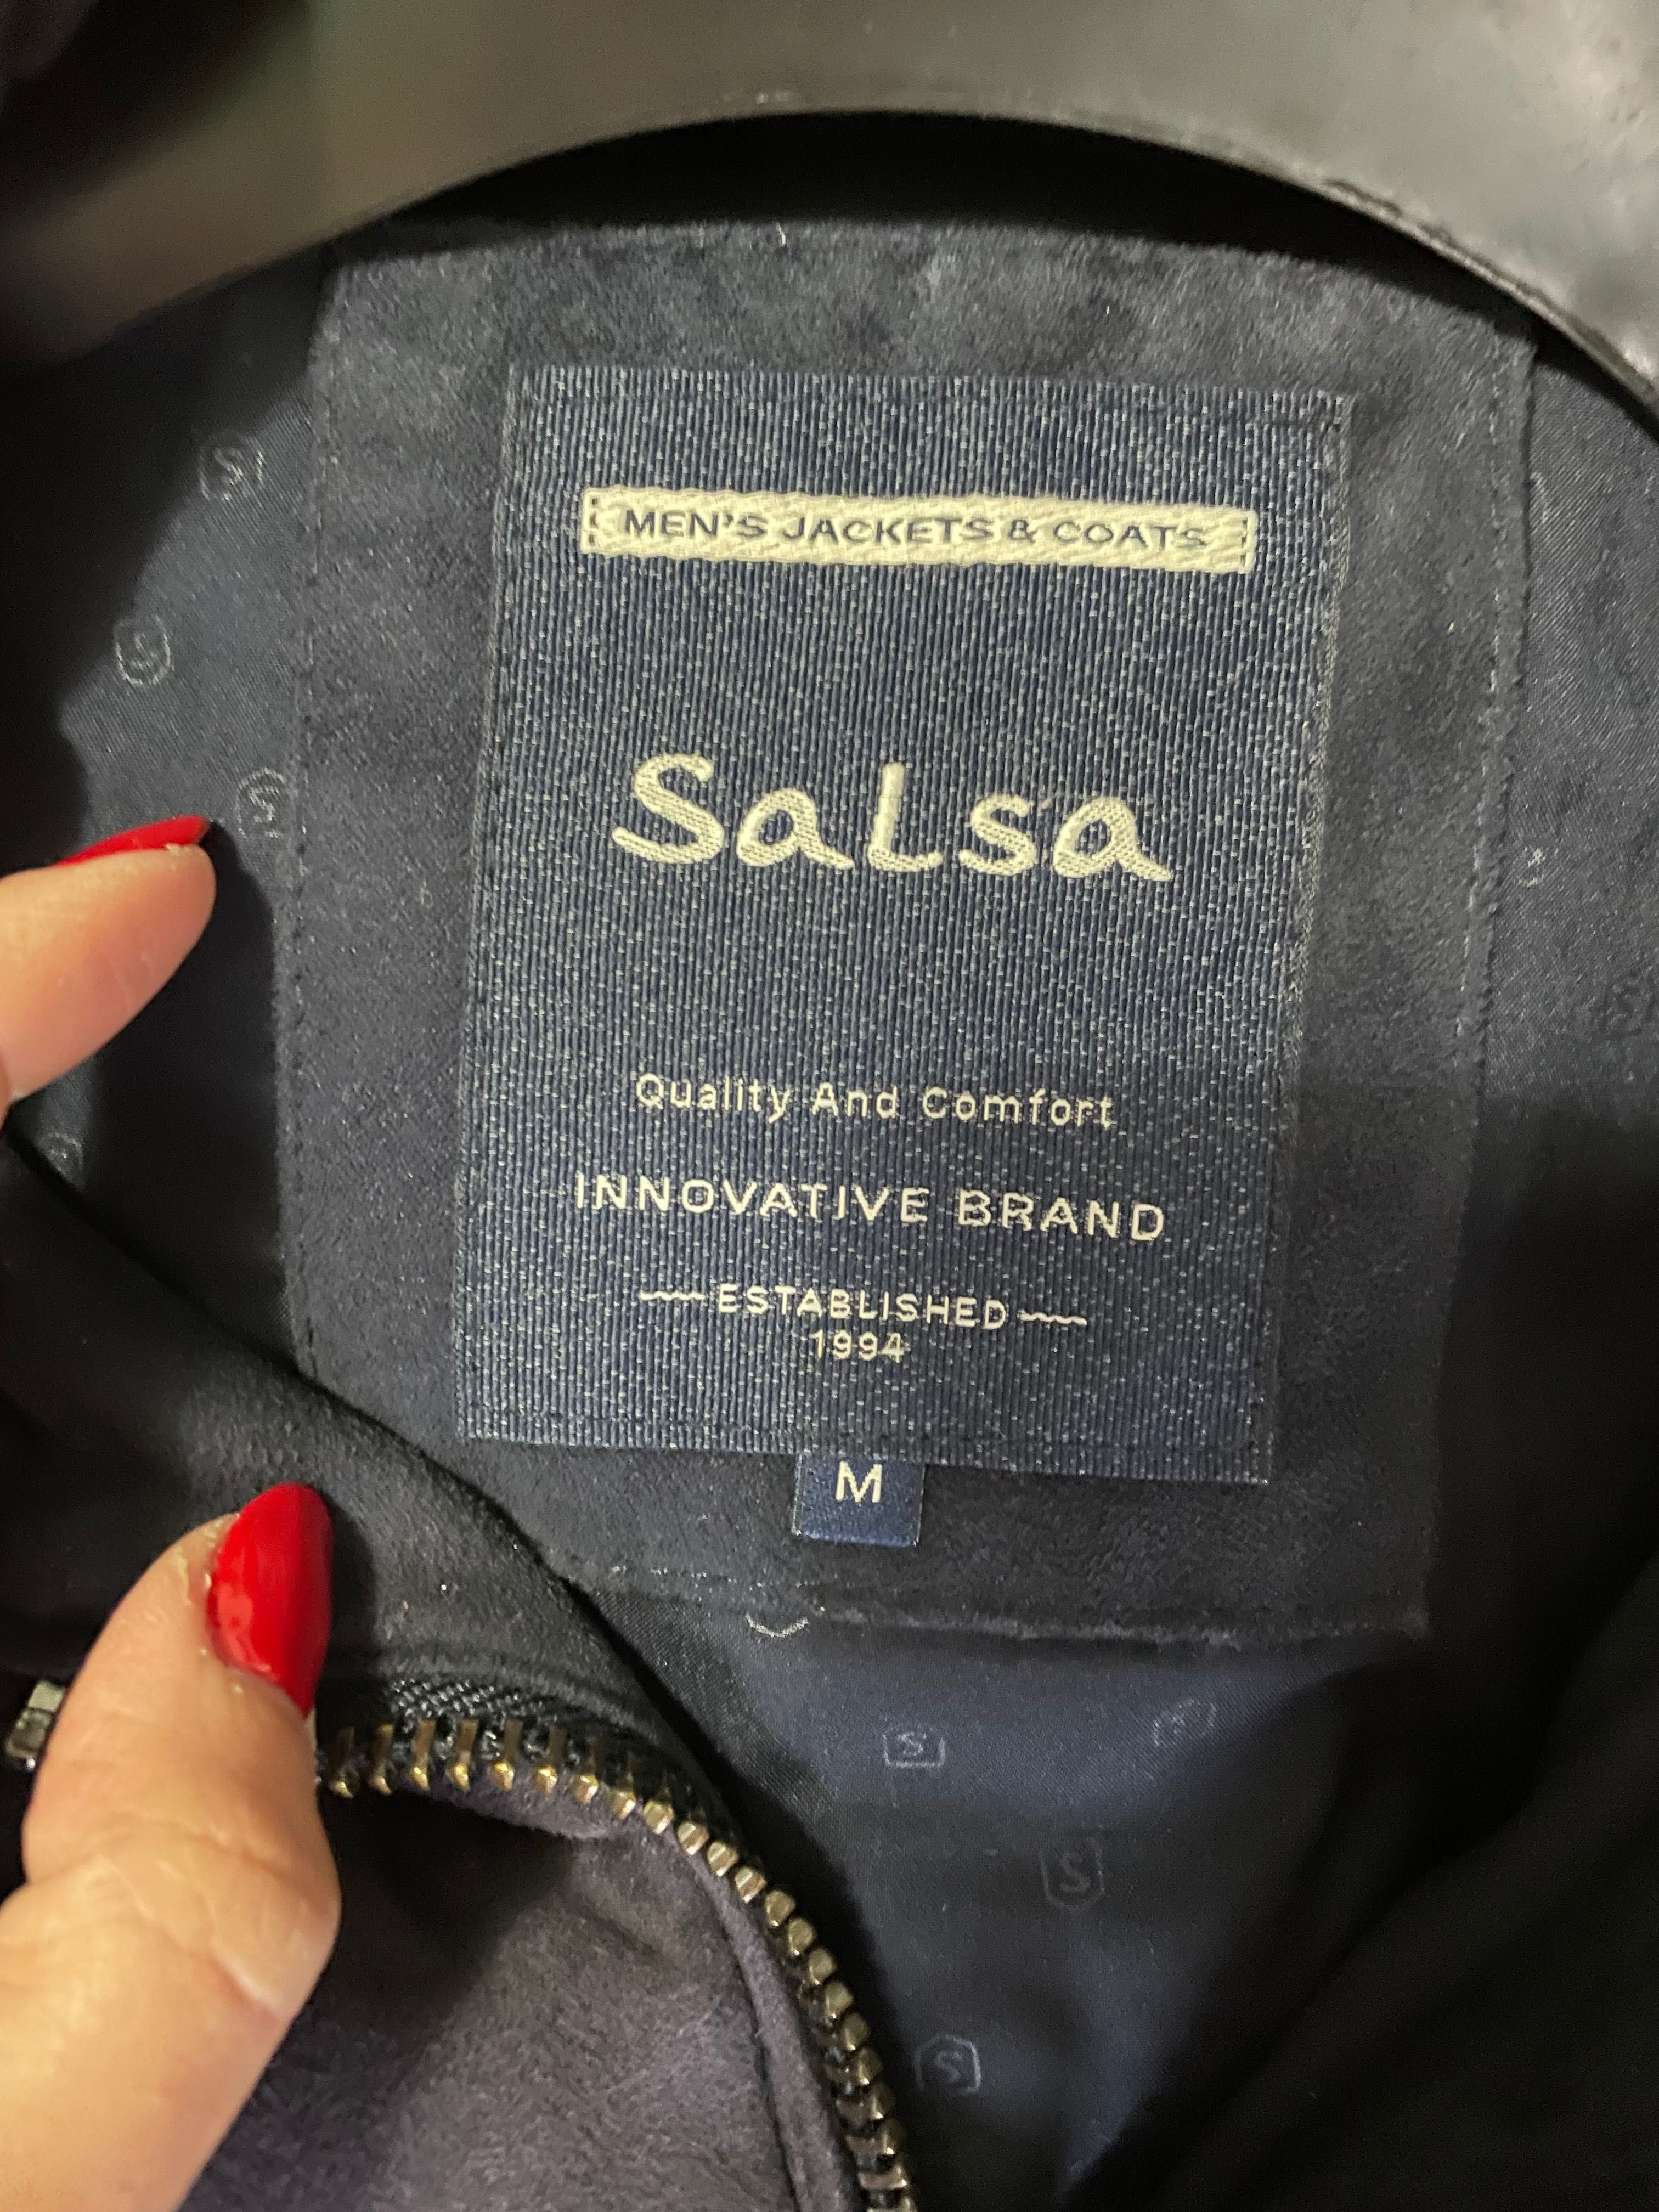 MEN'S JACKETS & COATS
SaLsa
Quality And Comfort
INNOVATIVE BRAND
ESTABLISHED
1994
M
S
S
S
S
S
S